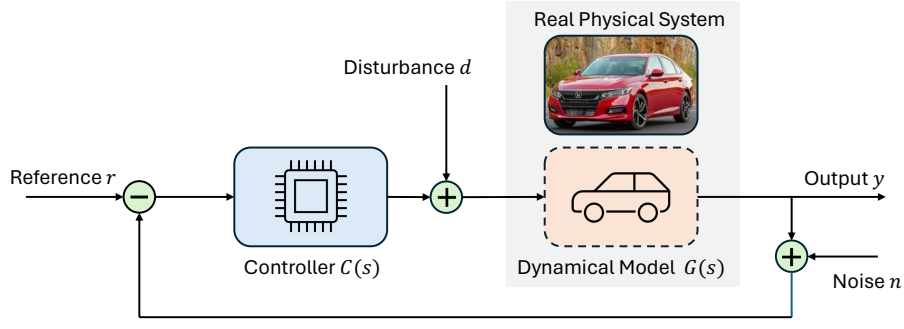 Real Physical System
Disturbance d
Reference r
Output y
Controller C(s)
Dynamical Model G(s)
Noise n